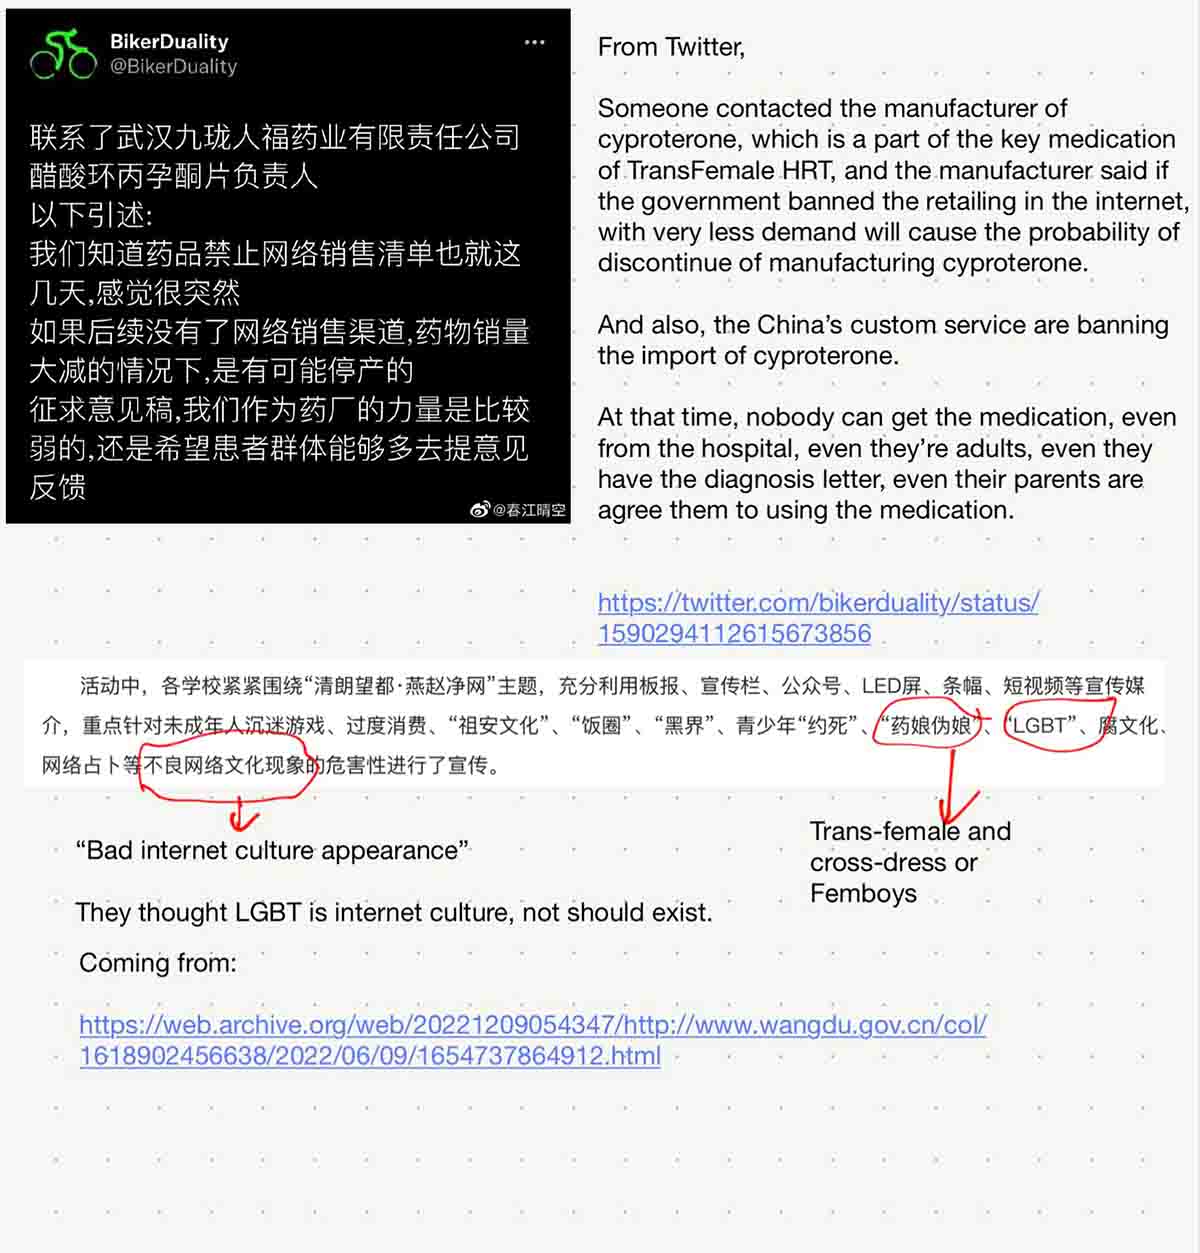 BikerDuality
@BikerDuality
联系了武汉九珑人福药业有限责任公司
醋酸环丙孕酮片负责人
以下引述:
我们知道药品禁止网络销售清单也就这
几天,感觉很突然
如果后续没有了网络销售渠道,药物销量
大减的情况下,是有可能停产的
征求意见稿,我们作为药厂的力量是比较
弱的,还是希望患者群体能够多去提意见
反馈
@春江晴空
From Twitter,
Someone contacted the manufacturer of
cyproterone, which is a part of the key medication
of TransFemale HRT, and the manufacturer said if
the government banned the retailing in the internet,
with very less demand will cause the probability of
discontinue of manufacturing cyproterone.
And also, the China’s custom service are banning
the import of cyproterone.
At that time, nobody can get the medication, even
from the hospital, even they’re adults, even they
have the diagnosis letter, even their parents are
agree them to using the medication.
https://twitter.com/bikerduality/status/
1590294112615673856
活动中，各学校紧紧围绕“清朗望都·燕赵净网”主题，充分利用板报、宣传栏、公众号、LED屏、条幅、短视频等宣传媒
介，重点针对未成年人沉迷游戏、过度消费、“祖安文化”、“饭圈”、“黑界”、青少年“约死”、“药娘伪娘”、“LGBT”、腐文化、
网络占卜等不良网络文化现象的危害性进行了宣传。
“Bad internet culture appearance”
Trans-female and
cross-dress or
Femboys
They thought LGBT is internet culture, not should exist.
Coming from:
https://web.archive.org/web/20221209054347/http://www.wangdu.gov.cn/col/
1618902456638/2022/06/09/1654737864912.html